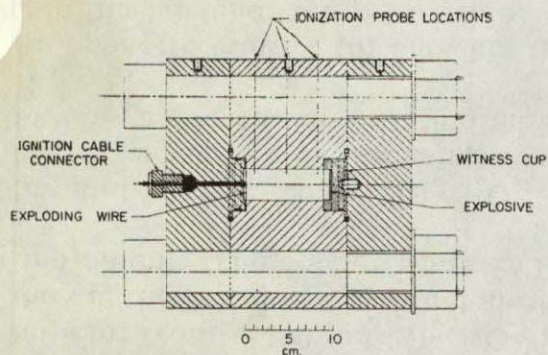 IONIZATION PROBE LOCATIONS
IGNITION CABLE
CONNECTOR
WITNESS CUP
EXPLODING WIRE
EXPLOSIVE
0 5 10
cm.